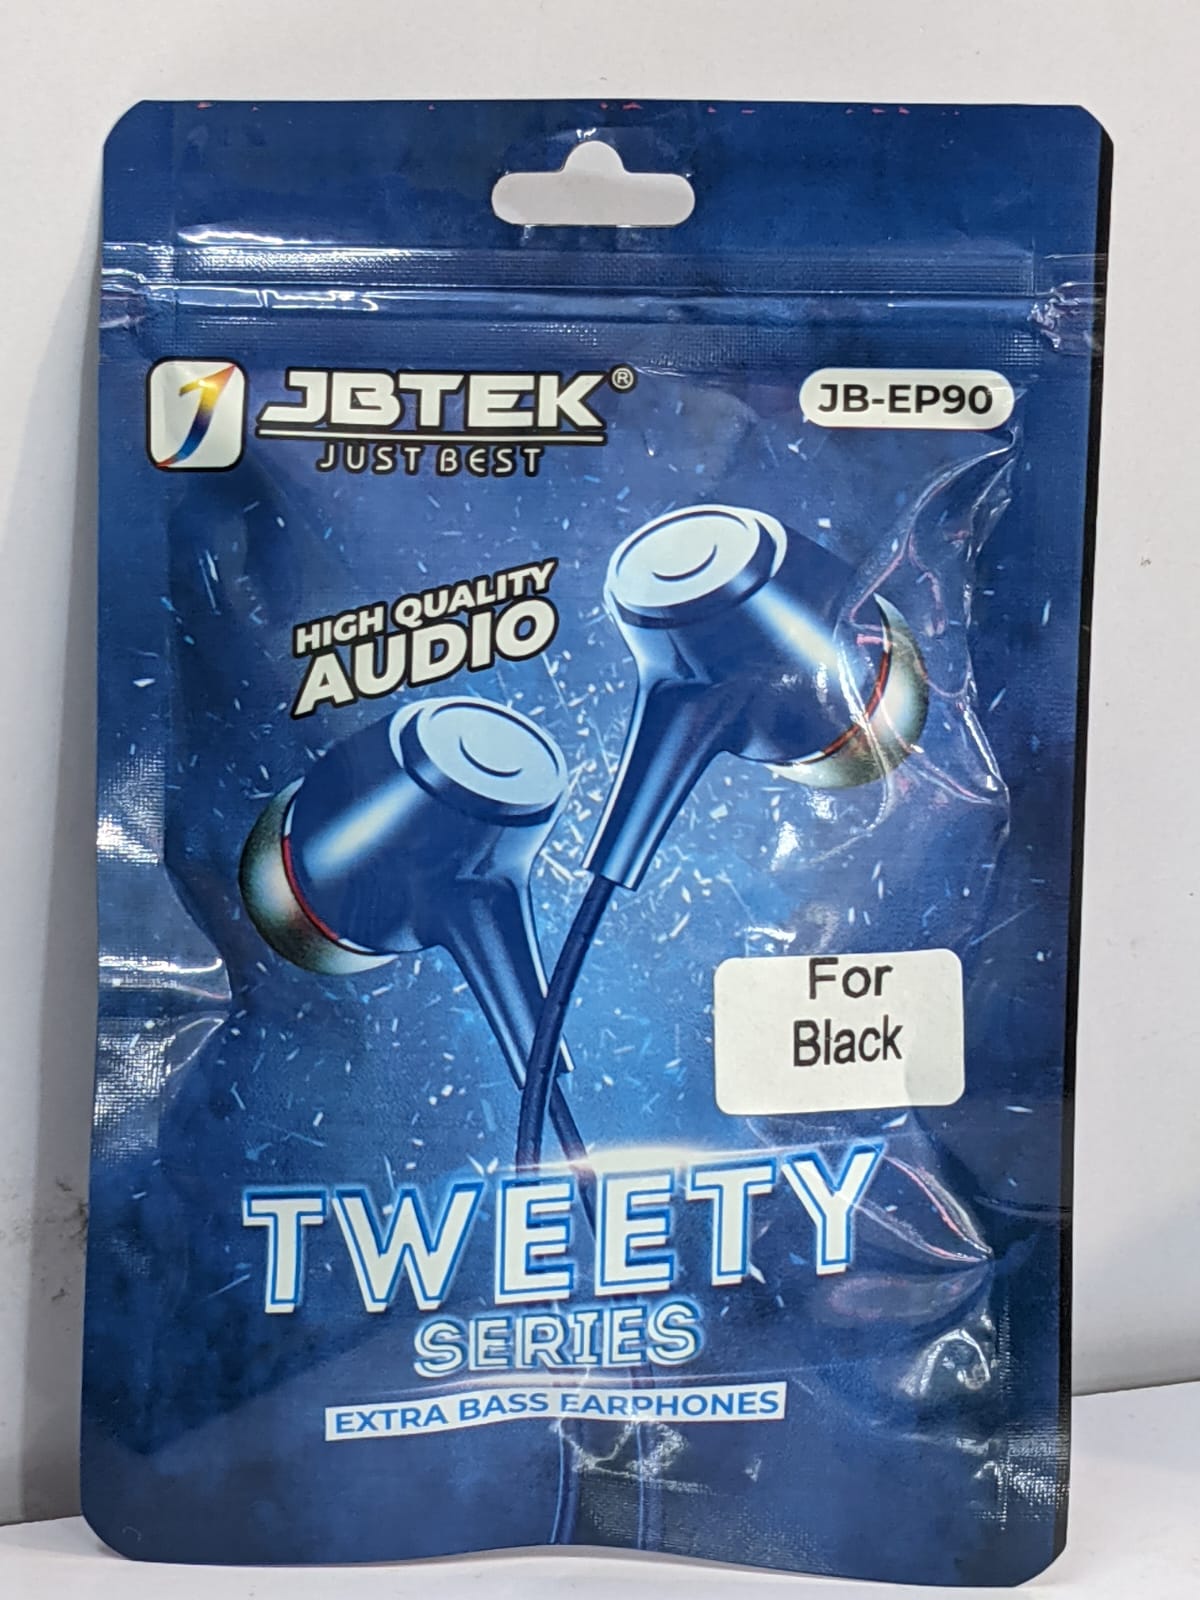 JBTEK®
JUST BEST
JB-EP90
HIGH QUALITY
AUDIO
For
Black
TWEETY
SERIES
EXTRA BASS EARPHONES